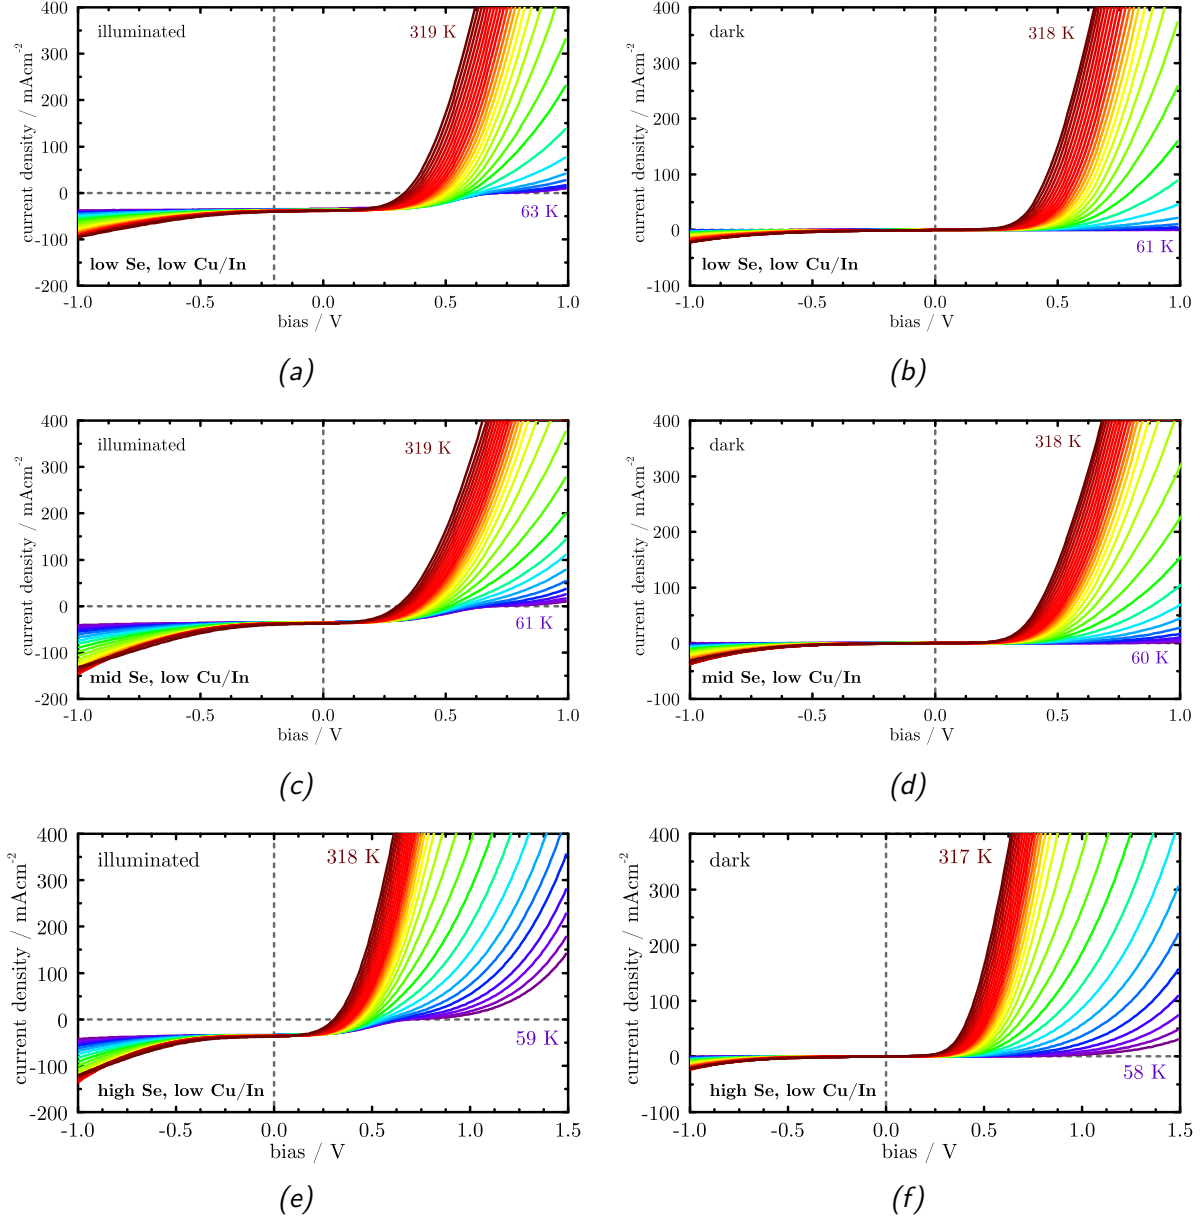 illuminated
319 K
63 K
low Se, low Cu/In
current density / mAcm⁻²
400
300
200
100
0
-100
-200
-1.0 -0.5 0.0 0.5 1.0
bias / V
(a)
dark
318 K
61 K
low Se, low Cu/In
current density / mAcm⁻²
400
300
200
100
0
-100
-1.0 -0.5 0.0 0.5 1.0
bias / V
(b)
illuminated
319 K
61 K
mid Se, low Cu/In
current density / mAcm⁻²
400
300
200
100
0
-100
-200
-1.0 -0.5 0.0 0.5 1.0
bias / V
(c)
dark
318 K
60 K
mid Se, low Cu/In
current density / mAcm⁻²
400
300
200
100
0
-100
-1.0 -0.5 0.0 0.5 1.0
bias / V
(d)
illuminated
318 K
59 K
high Se, low Cu/In
current density / mAcm⁻²
400
300
200
100
0
-100
-200
-1.0 -0.5 0.0 0.5 1.0 1.5
bias / V
(e)
dark
317 K
58 K
high Se, low Cu/In
current density / mAcm⁻²
400
300
200
100
0
-100
-1.0 -0.5 0.0 0.5 1.0 1.5
bias / V
(f)